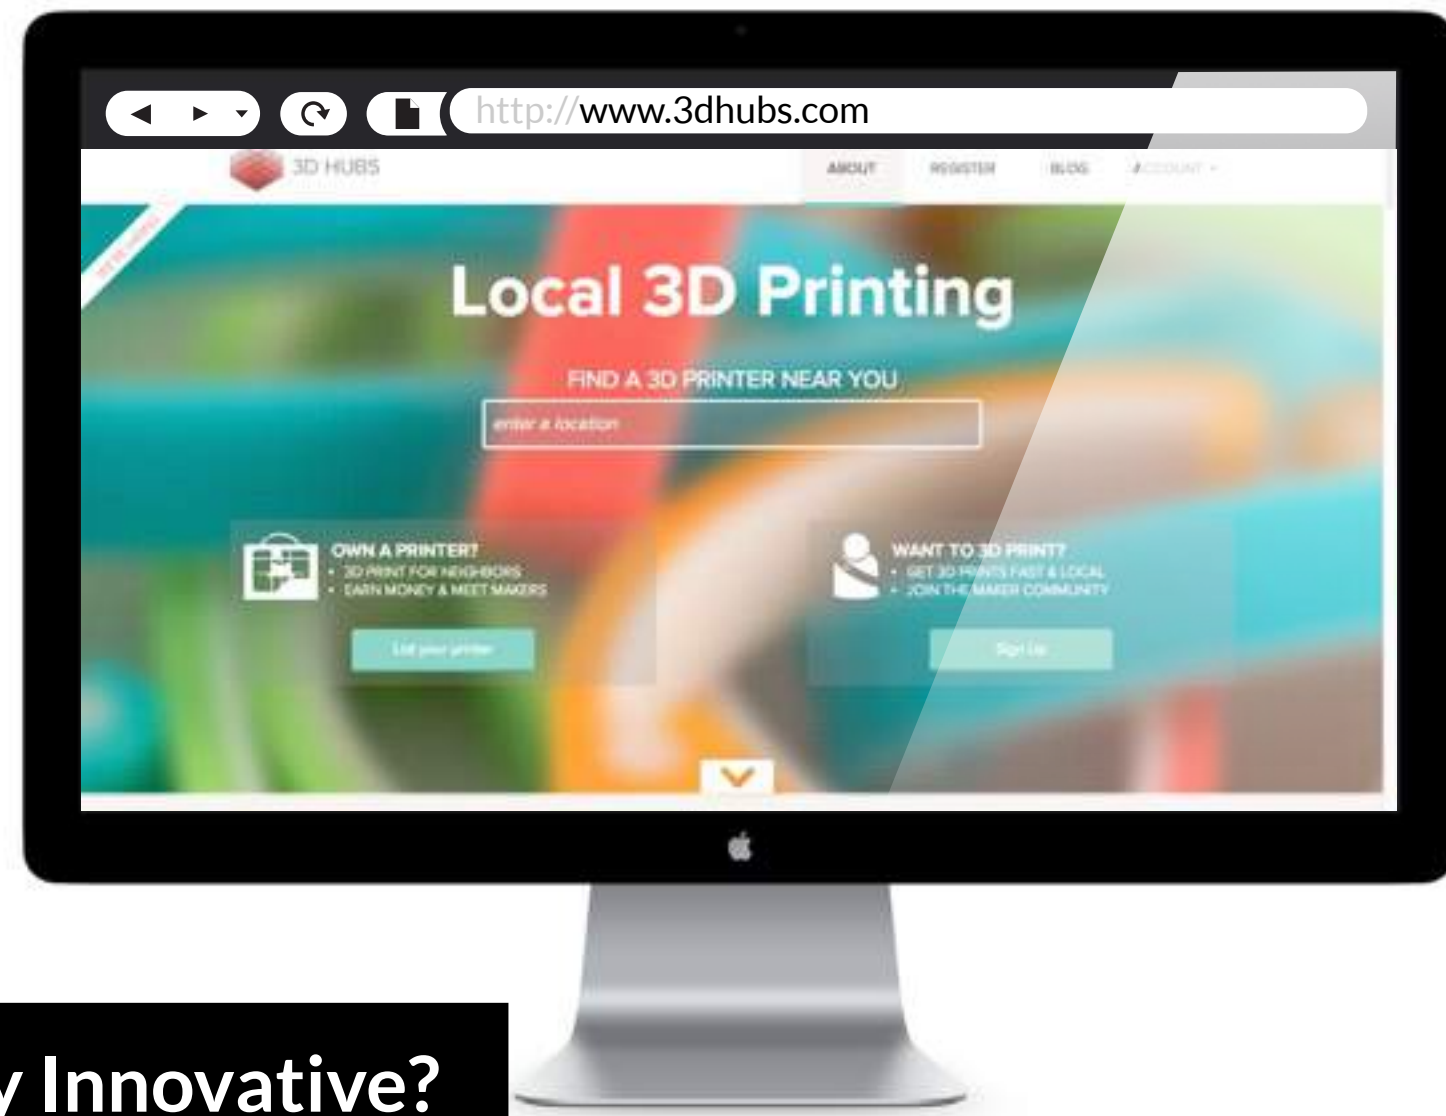 http://www.3dhubs.com
3D HUBS
ABOUT REGISTER BLOG ACCOUNT
Local 3D Printing
FIND A 3D PRINTER NEAR YOU
enter a location
OWN A PRINTER?
• 3D PRINT FOR NEIGHBORS
• EARN MONEY & MEET MAKERS
List your printer
WANT TO 3D PRINT?
• GET 3D PRINTS FAST & LOCAL
• JOIN THE MAKER COMMUNITY
Sign Up
y Innovative?